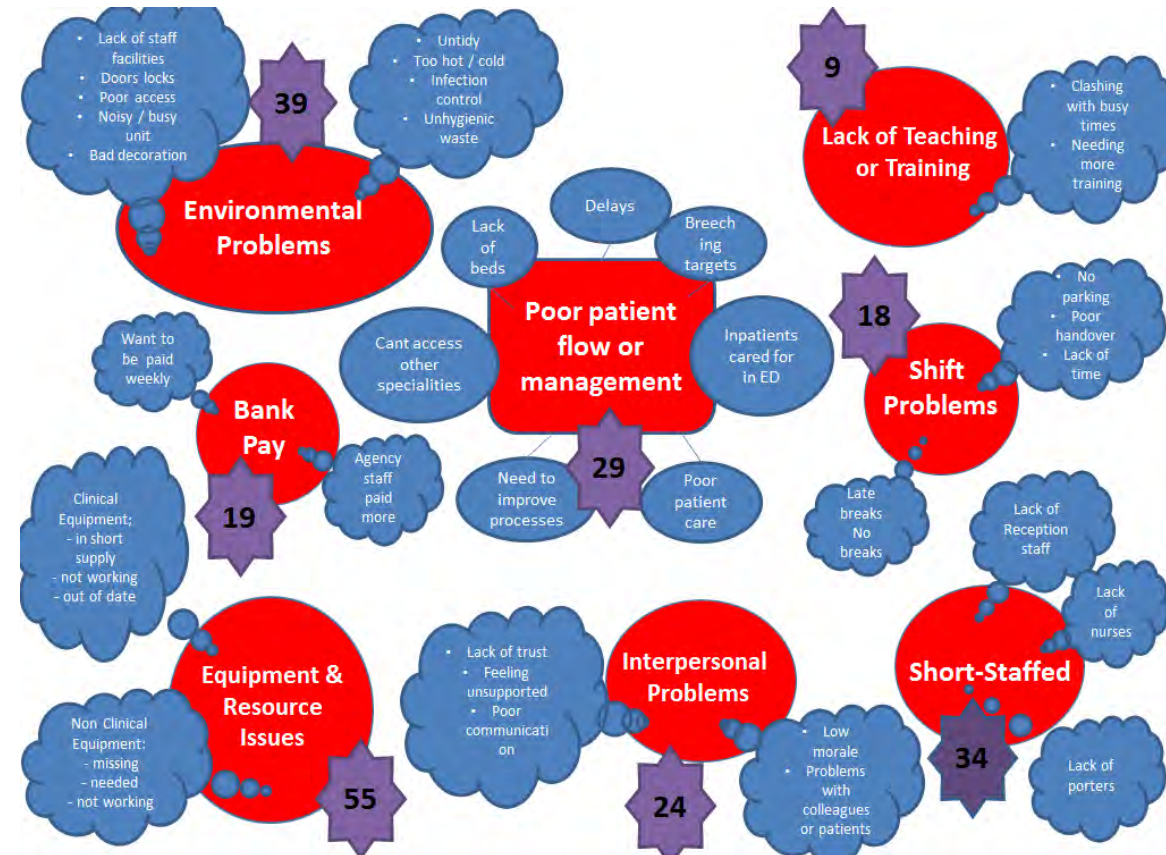 • Lack of staff
facilities
• Doors locks
• Poor access
• Noisy / busy
unit
• Bad decoration
39
• Untidy
• Too hot / cold
• Infection
control
• Unhygienic
waste
Environmental
Problems
9
Lack of Teaching
or Training
• Clashing
with busy
times
• Needing
more
training
Delays
Lack
of
beds
Breech
ing
targets
Poor patient
flow or
management
Cant access
other
specialities
Inpatients
cared for
in ED
Need to
improve
processes
29
Poor
patient
care
18
Shift
Problems
• No
parking
• Poor
handover
• Lack of
time
Late
breaks
No
breaks
Want to
be paid
weekly
Bank
Pay
19
Agency
staff
paid
more
Clinical
Equipment;
- in short
supply
- not working
- out of date
Equipment &
Resource
Issues
55
Non Clinical
Equipment:
- missing
- needed
- not working
• Lack of trust
• Feeling
unsupported
• Poor
communicati
on
Interpersonal
Problems
24
• Low
morale
• Problems
with
colleagues
or patients
Lack of
Reception
staff
Lack
of
nurses
Short-Staffed
34
Lack of
porters